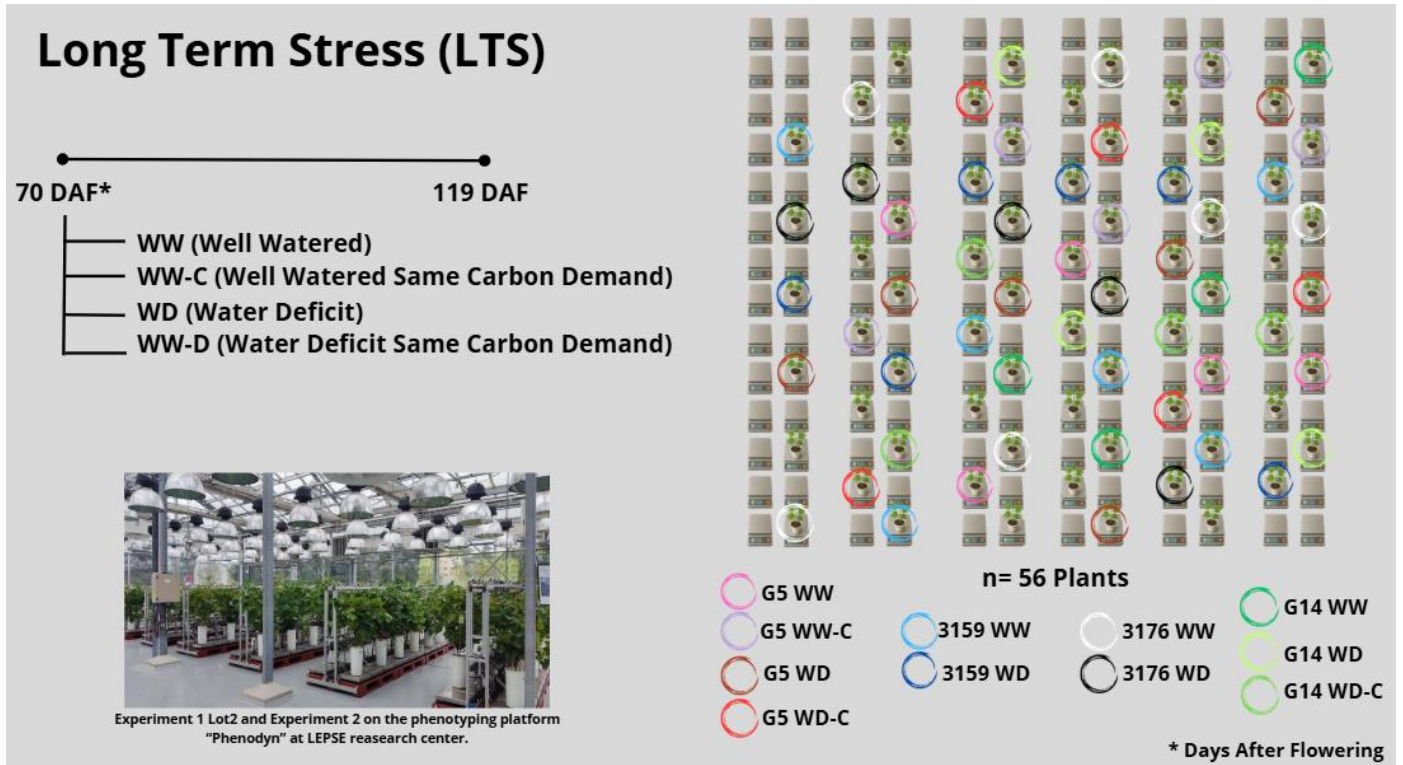 Long Term Stress (LTS)
70 DAF*
119 DAF
WW (Well Watered)
WW-C (Well Watered Same Carbon Demand)
WD (Water Deficit)
WW-D (Water Deficit Same Carbon Demand)
Experiment 1 Lot2 and Experiment 2 on the phenotyping platform
“Phenodyn” at LEPSE reasearch center.
n= 56 Plants
G5 WW
G5 WW-C
G5 WD
G5 WD-C
3159 WW
3159 WD
3176 WW
3176 WD
G14 WW
G14 WD
G14 WD-C
* Days After Flowering